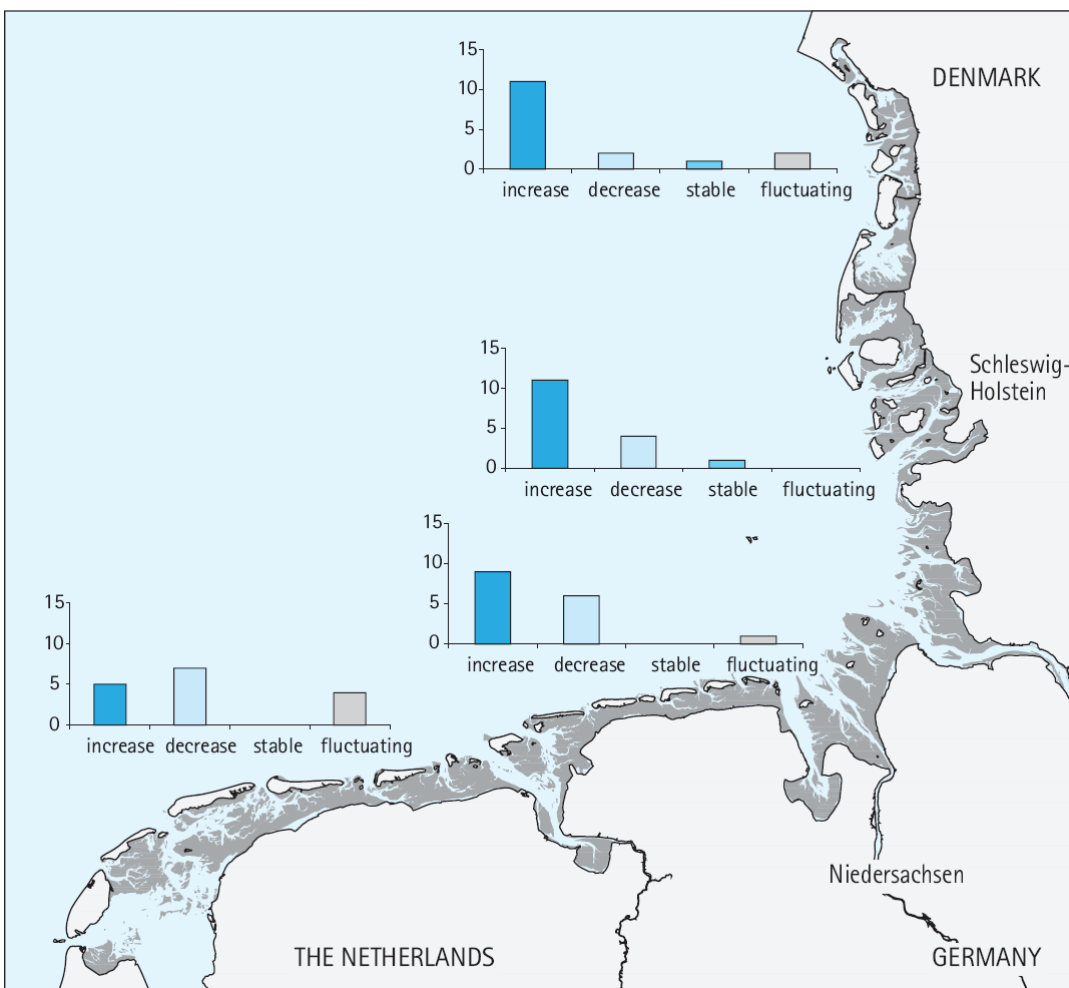 DENMARK
15
10
5
0
increase decrease stable fluctuating
Schleswig-
Holstein
15
10
5
0
increase decrease stable fluctuating
15
10
5
0
increase decrease stable fluctuating
15
10
5
0
increase decrease stable fluctuating
Niedersachsen
THE NETHERLANDS
GERMANY